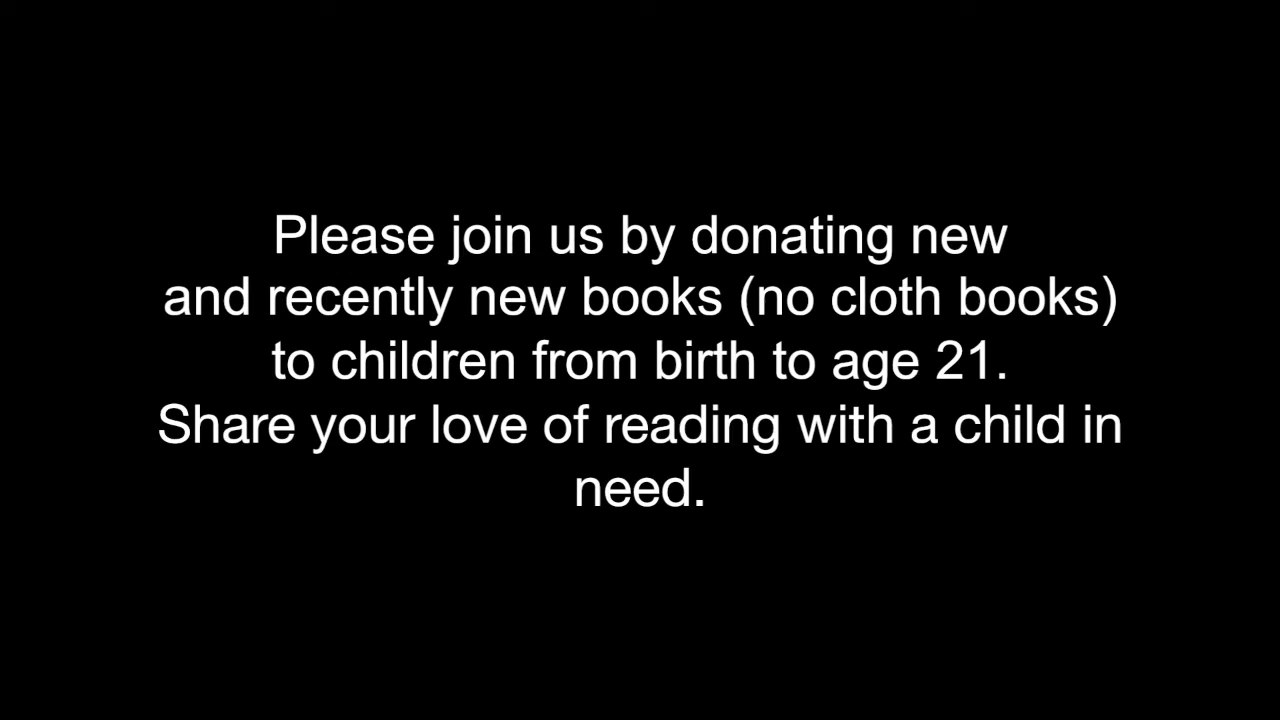 Please join us by donating new
and recently new books (no cloth books)
to children from birth to age 21.
Share your love of reading with a child in
need.